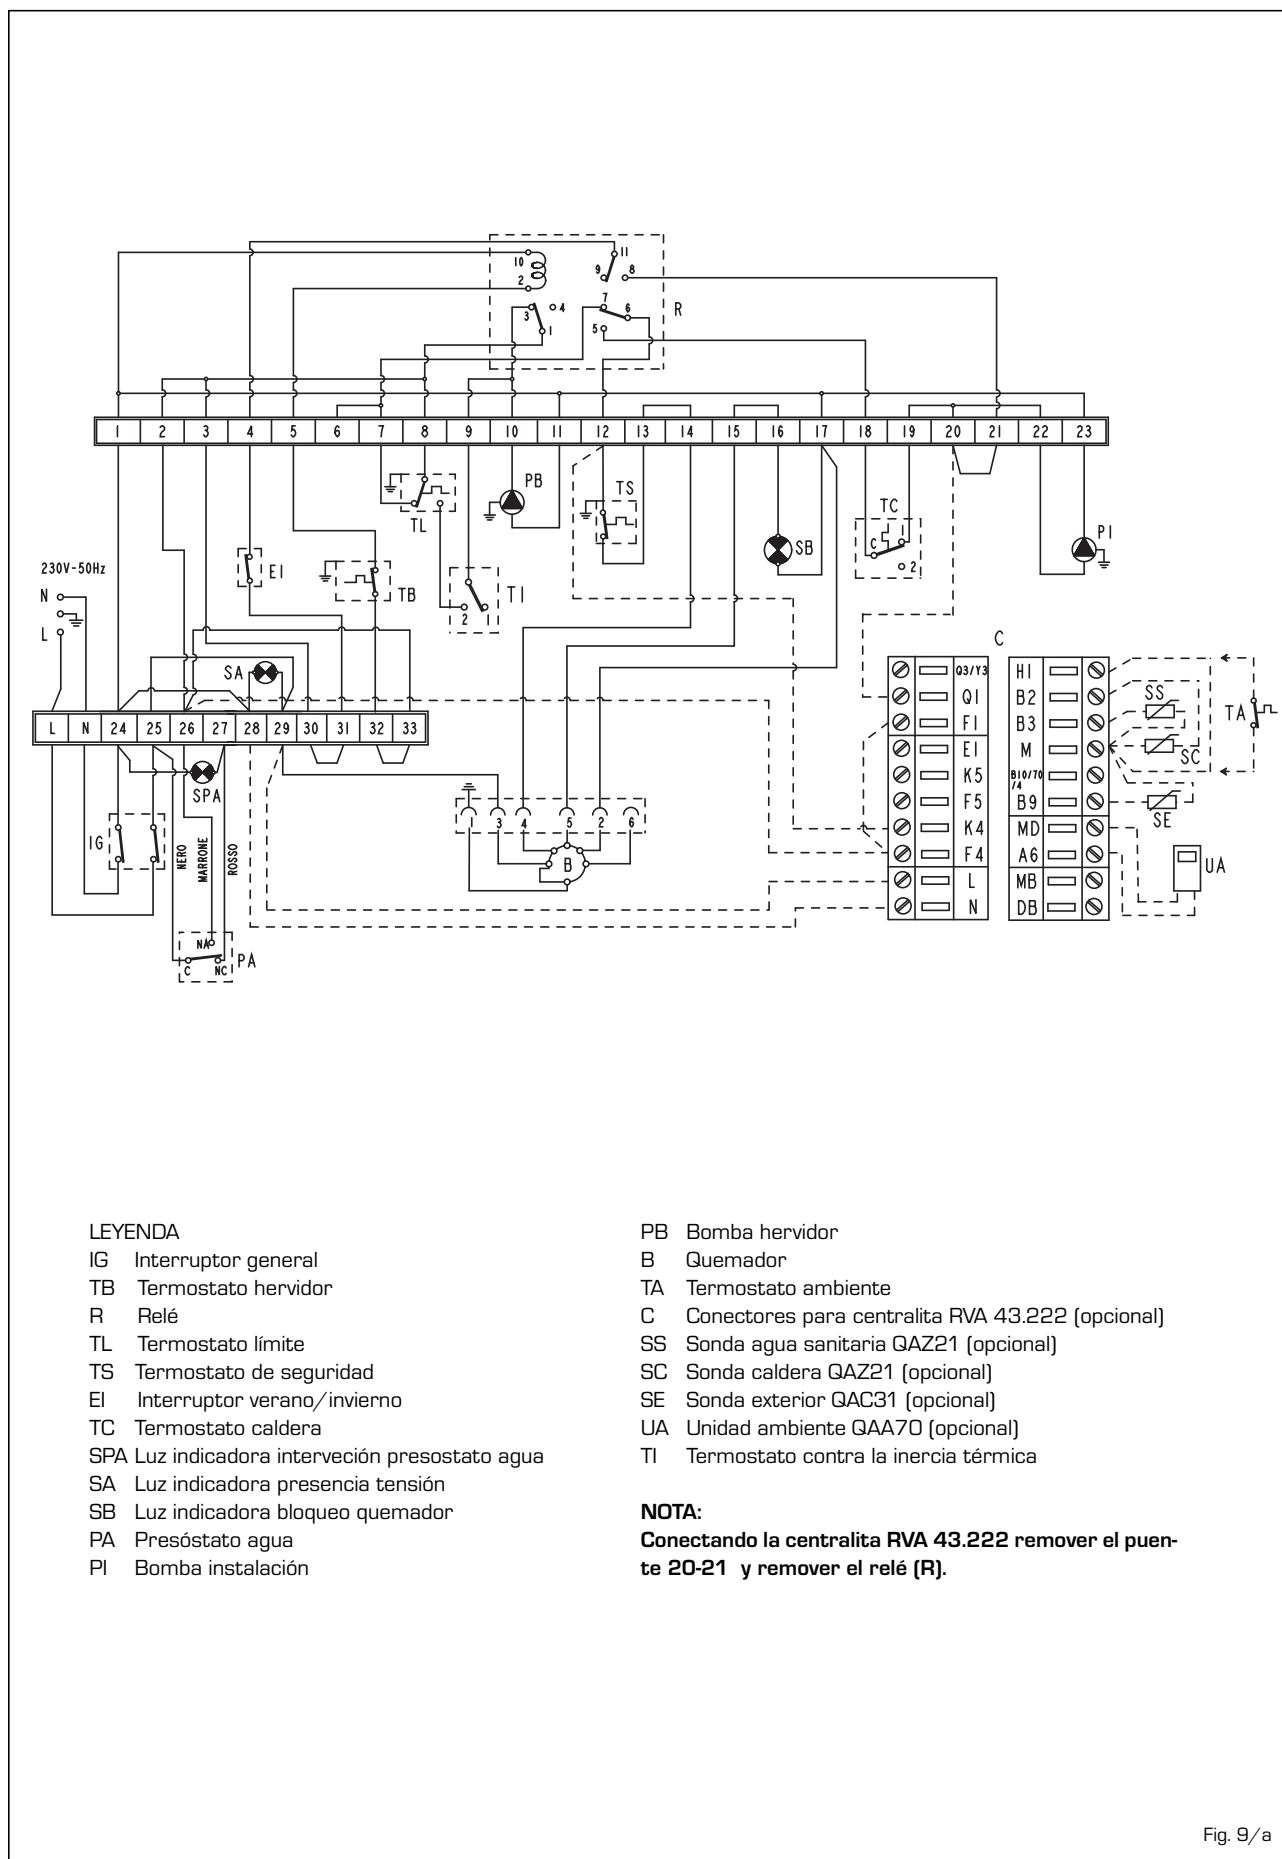 11
10
9
8
2
7
6
3
4
R
1
5
1 2 3 4 5 6 7 8 9 10 11 12 13 14 15 16 17 18 19 20 21 22 23
PB
TS
TC
TL
SB
C
PI
2
230V-50Hz
EI
TB
TI
N
2
L
C
SA
Q3/Y3
HI
SS
Q1
B2
TA
L N 24 25 26 27 28 29 30 31 32 33
F1
B3
EI
M
SC
SPA
K5
B10/70/4
F5
B9
SE
1 3 4 5 2 6
K4
MD
IG
NERO
MARRONE
ROSSO
B
F4
A6
UA
L
MB
N
DB
NA
C
NC
PA
LEYENDA
IG Interruptor general
TB Termostato hervidor
R Relé
TL Termostato límite
TS Termostato de seguridad
EI Interruptor verano/invierno
TC Termostato caldera
SPA Luz indicadora interveción presostato agua
SA Luz indicadora presencia tensión
SB Luz indicadora bloqueo quemador
PA Presóstato agua
PI Bomba instalación
PB Bomba hervidor
B Quemador
TA Termostato ambiente
C Conectores para centralita RVA 43.222 (opcional)
SS Sonda agua sanitaria QAZ21 (opcional)
SC Sonda caldera QAZ21 (opcional)
SE Sonda exterior QAC31 (opcional)
UA Unidad ambiente QAA70 (opcional)
TI Termostato contra la inercia térmica
NOTA:
Conectando la centralita RVA 43.222 remover el puen-
te 20-21 y remover el relé (R).
Fig. 9/a